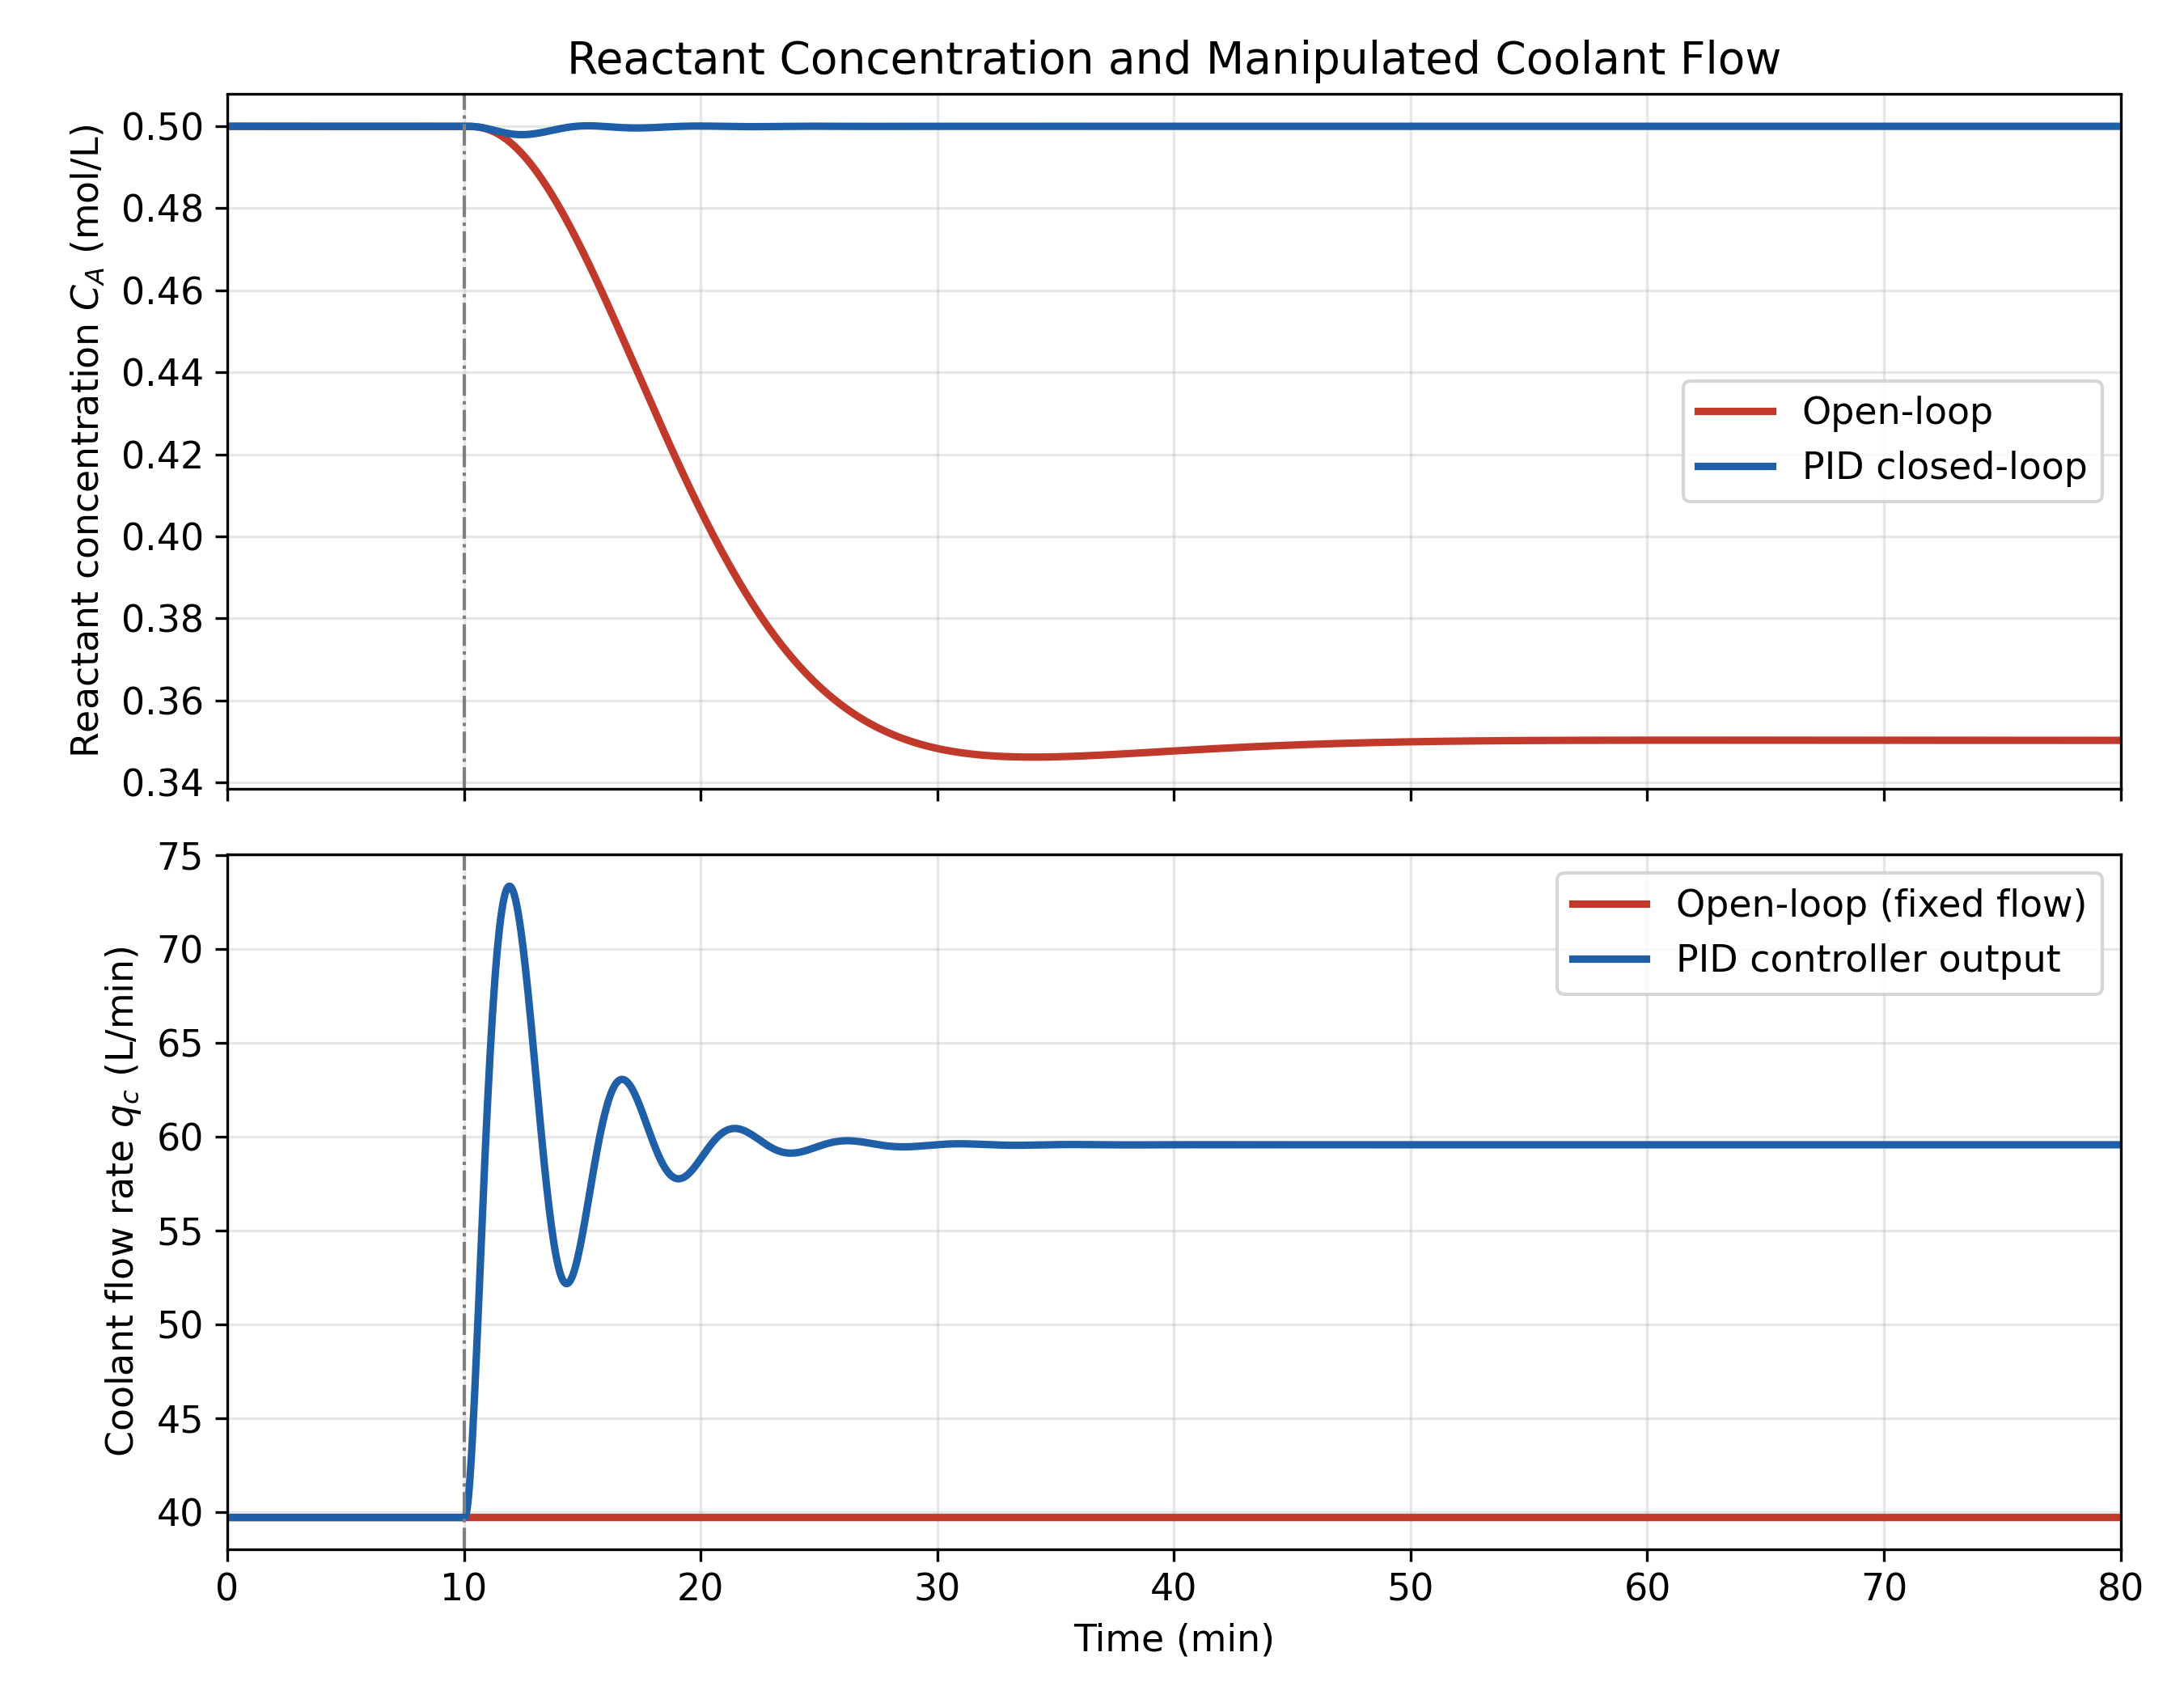 Reactant Concentration and Manipulated Coolant Flow
Reactant concentration C_A (mol/L)
0.50
0.48
0.46
0.44
0.42
0.40
0.38
0.36
0.34
Open-loop
PID closed-loop
Coolant flow rate q_c (L/min)
75
70
65
60
55
50
45
40
Open-loop (fixed flow)
PID controller output
0 10 20 30 40 50 60 70 80
Time (min)